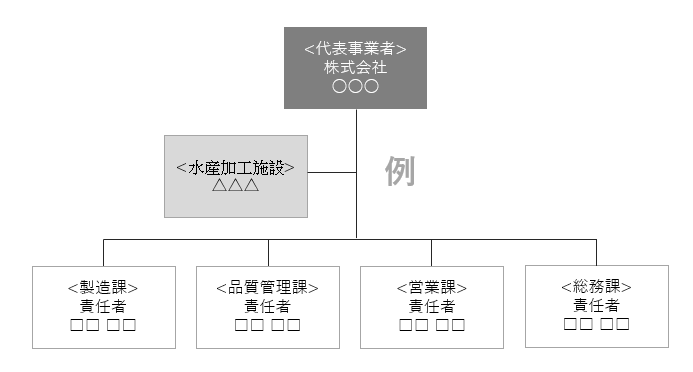 <代表事業者>
株式会社
○○○
<水産加工施設>
△△△
例
<製造課>
責任者
□□ □□
<品質管理課>
責任者
□□ □□
<営業課>
責任者
□□ □□
<総務課>
責任者
□□ □□